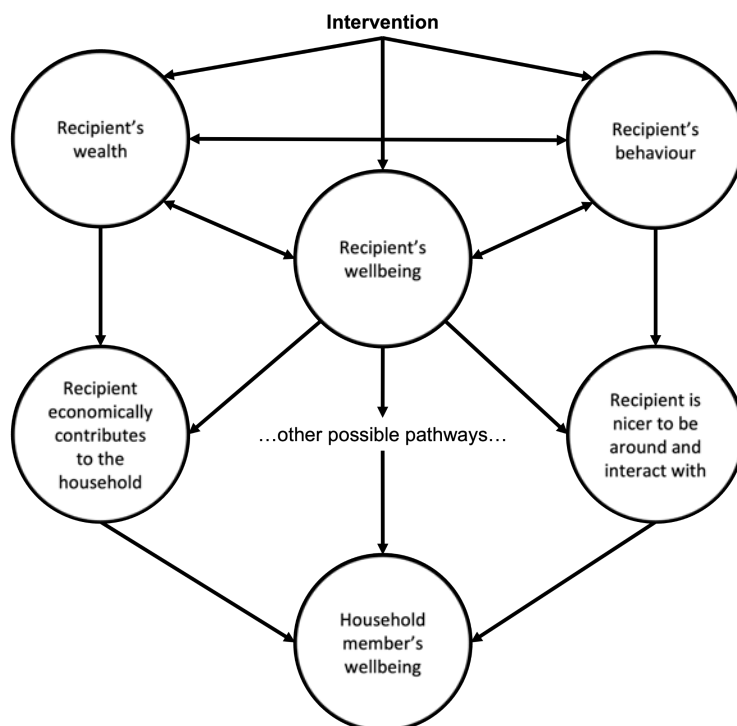 Intervention
Recipient's
wealth
Recipient's
behaviour
Recipient's
wellbeing
Recipient
economically
contributes
to the
household
...other possible pathways...
Recipient is
nicer to be
around and
interact with
Household
member's
wellbeing